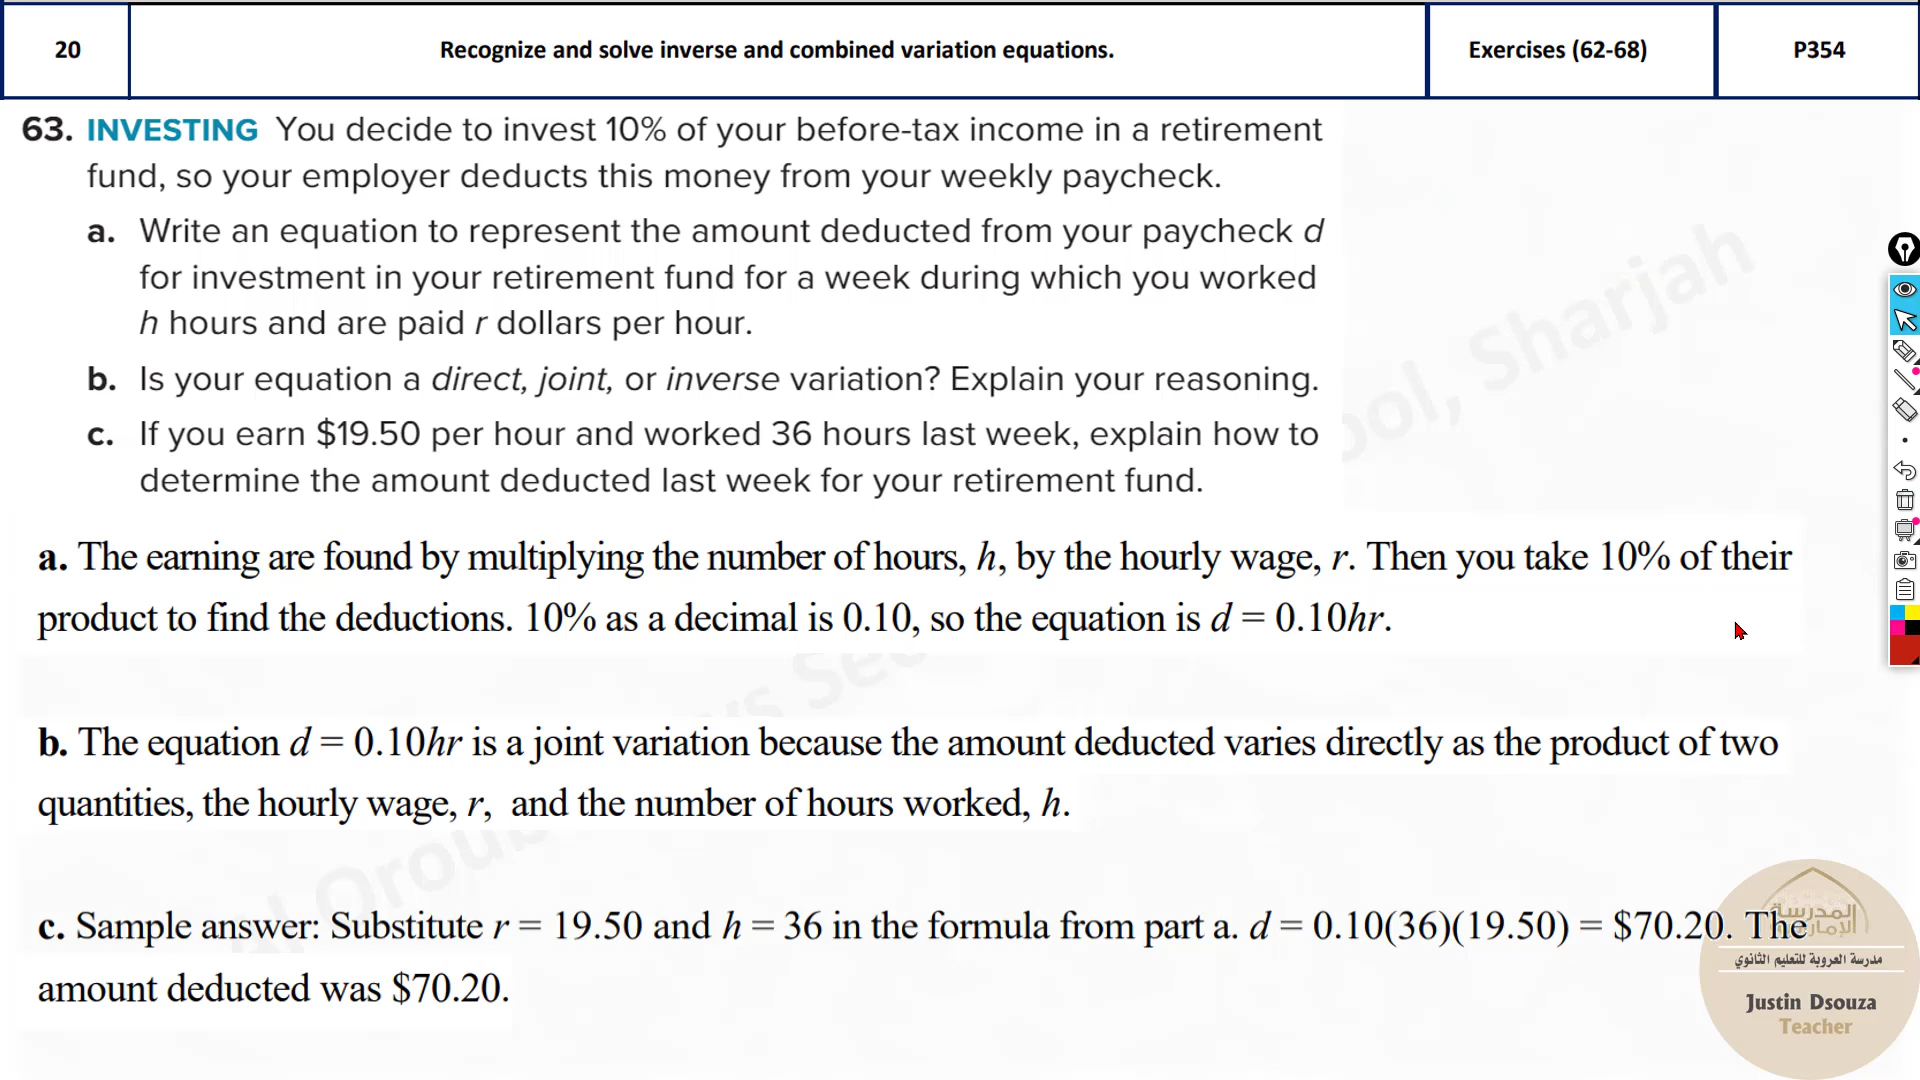 20
Recognize and solve inverse and combined variation equations.
Exercises (62-68)
P354
63. INVESTING You decide to invest 10% of your before-tax income in a retirement
fund, so your employer deducts this money from your weekly paycheck.
a. Write an equation to represent the amount deducted from your paycheck d
for investment in your retirement fund for a week during which you worked
h hours and are paid r dollars per hour.
b. Is your equation a direct, joint, or inverse variation? Explain your reasoning.
c. If you earn $19.50 per hour and worked 36 hours last week, explain how to
determine the amount deducted last week for your retirement fund.
ool, Sharjah
a. The earning are found by multiplying the number of hours, h, by the hourly wage, r. Then you take 10% of their
product to find the deductions. 10% as a decimal is 0.10, so the equation is d = 0.10hr.
b. The equation d = 0.10hr is a joint variation because the amount deducted varies directly as the product of two
quantities, the hourly wage, r, and the number of hours worked, h.
c. Sample answer: Substitute r = 19.50 and h = 36 in the formula from part a. d = 0.10(36)(19.50) = $70.20. The
amount deducted was $70.20.
المدرسة
مدرسة العروبة للتعليم الثانوي
Justin Dsouza
Teacher